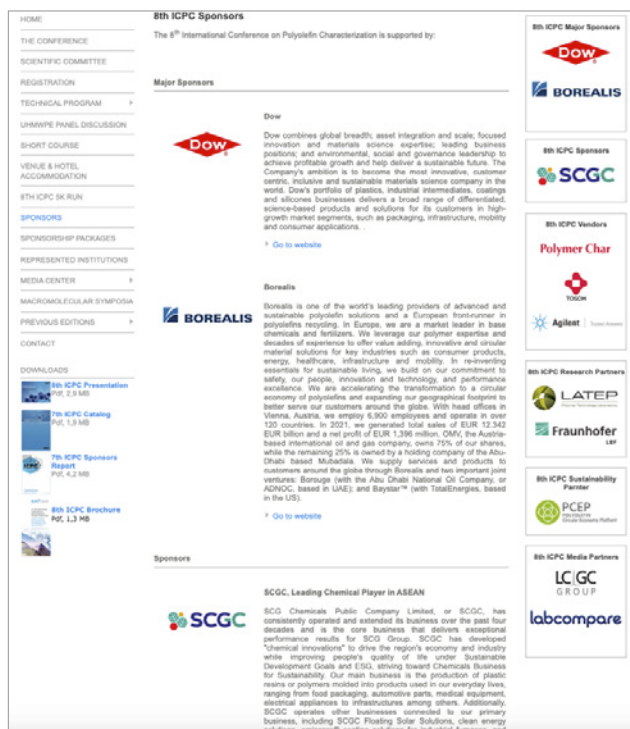 HOME
THE CONFERENCE
SCIENTIFIC COMMITTEE
REGISTRATION
TECHNICAL PROGRAM
UHMWPE PANEL DISCUSSION
SHORT COURSE
VENUE & HOTEL
ACCOMMODATION
8TH ICPC 5K RUN
SPONSORS
SPONSORSHIP PACKAGES
REPRESENTED INSTITUTIONS
MEDIA CENTER
MACROMOLECULAR SYMPOSIA
PREVIOUS EDITIONS
CONTACT
DOWNLOADS
8th ICPC Presentation
Pdf, 2,9 MB
7th ICPC Catalog
Pdf, 1,9 MB
7th ICPC Sponsors
Report
Pdf, 4,2 MB
8th ICPC Brochure
Pdf, 1,3 MB
8th ICPC Sponsors
The 8th International Conference on Polyolefin Characterization is supported by:
Major Sponsors
Dow
Dow
Dow combines global breadth; asset integration and scale; focused
innovation and materials science expertise; leading business
positions; and environmental, social and governance leadership to
achieve profitable growth and help deliver a sustainable future. The
Company's ambition is to become the most innovative, customer
centric, inclusive and sustainable materials science company in the
world. Dow's portfolio of plastics, industrial intermediates, coatings
and silicones businesses delivers a broad range of differentiated,
science-based products and solutions for its customers in high-
growth market segments, such as packaging, infrastructure, mobility
and consumer applications. .
Go to website
Borealis
BOREALIS
Borealis is one of the world's leading providers of advanced and
sustainable polyolefin solutions and a European front-runner in
polyolefins recycling. In Europe, we are a market leader in base
chemicals and fertilizers. We leverage our polymer expertise and
decades of experience to offer value adding, innovative and circular
material solutions for key industries such as consumer products,
energy, healthcare, infrastructure and mobility. In re-inventing
essentials for sustainable living, we build on our commitment to
safety, our people, innovation and technology, and performance
excellence. We are accelerating the transformation to a circular
economy of polyolefins and expanding our geographical footprint to
better serve our customers around the globe. With head offices in
Vienna, Austria, we employ 6,900 employees and operate in over
120 countries. In 2021, we generated total sales of EUR 12.342
EUR billion and a net profit of EUR 1,396 million. OMV, the Austria-
based international oil and gas company, owns 75% of our shares,
while the remaining 25% is owned by a holding company of the Abu-
Dhabi based Mubadala. We supply services and products to
customers around the globe through Borealis and two important joint
ventures: Borouge (with the Abu Dhabi National Oil Company, or
ADNOC, based in UAE); and Baystar™ (with TotalEnergies, based
in the US).
Go to website
Sponsors
SCGC, Leading Chemical Player in ASEAN
SCGC
SCG Chemicals Public Company Limited, or SCGC, has
consistently operated and extended its business over the past four
decades and is the core business that delivers exceptional
performance results for SCG Group. SCGC has developed
"chemical innovations" to drive the region's economy and industry
while improving people's quality of life under Sustainable
Development Goals and ESG, striving toward Chemicals Business
for Sustainability. Our main business is the production of plastic
resins or polymers molded into products used in our everyday lives,
ranging from food packaging, automotive parts, medical equipment,
electrical appliances to infrastructures among others. Additionally,
SCGC operates other businesses connected to our primary
business, including SCGC Floating Solar Solutions, clean energy
8th ICPC Major Sponsors
Dow
BOREALIS
8th ICPC Sponsors
SCGC
8th ICPC Vendors
Polymer Char
TOSOH
Agilent
8th ICPC Research Partners
LATEP
Fraunhofer
LBF
8th ICPC Sustainability
Parnter
PCEP
8th ICPC Media Partners
LC|GC
GROUP
labcompare